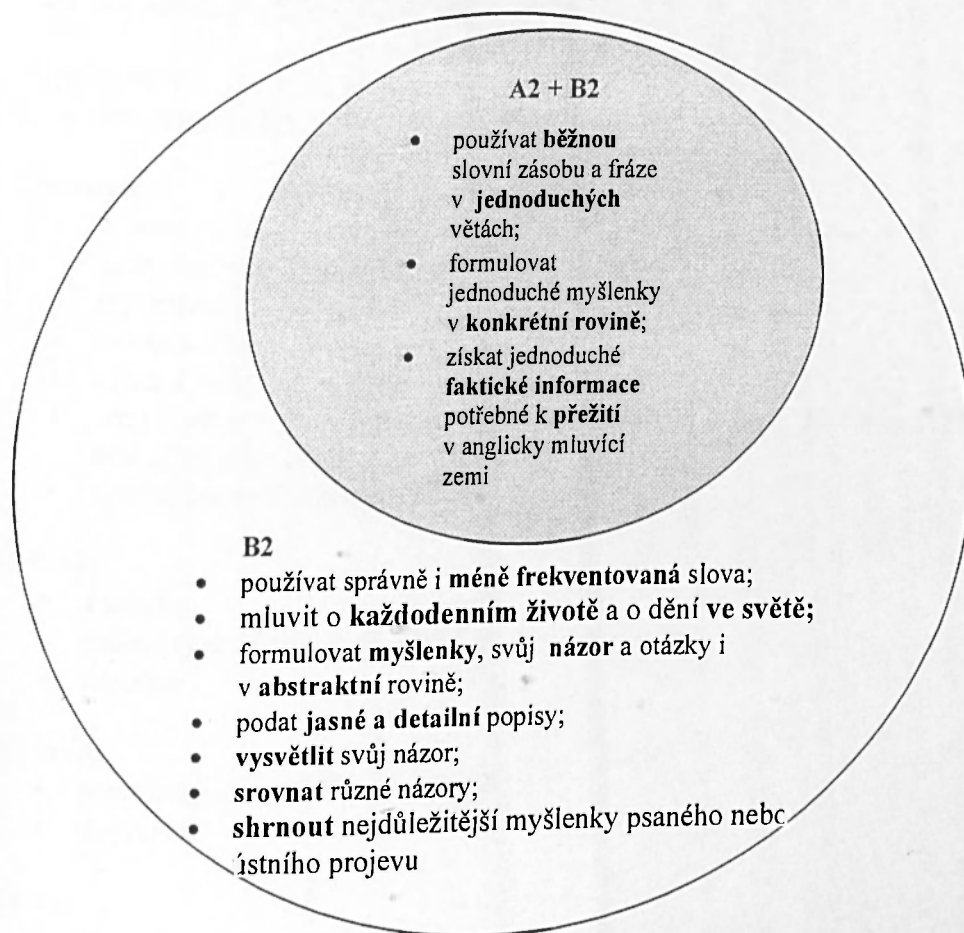 A2 + B2
• používat běžnou
slovní zásobu a fráze
v jednoduchých
větách;
• formulovat
jednoduché myšlenky
v konkrétní rovině;
• získat jednoduché
faktické informace
potřebné k přežití
v anglicky mluvící
zemi
B2
• používat správně i méně frekventovaná slova;
• mluvit o každodenním životě a o dění ve světě;
• formulovat myšlenky, svůj názor a otázky i
v abstraktní rovině;
• podat jasné a detailní popisy;
• vysvětlit svůj názor;
• srovnat různé názory;
• shrnout nejdůležitější myšlenky psaného nebo
ústního projevu